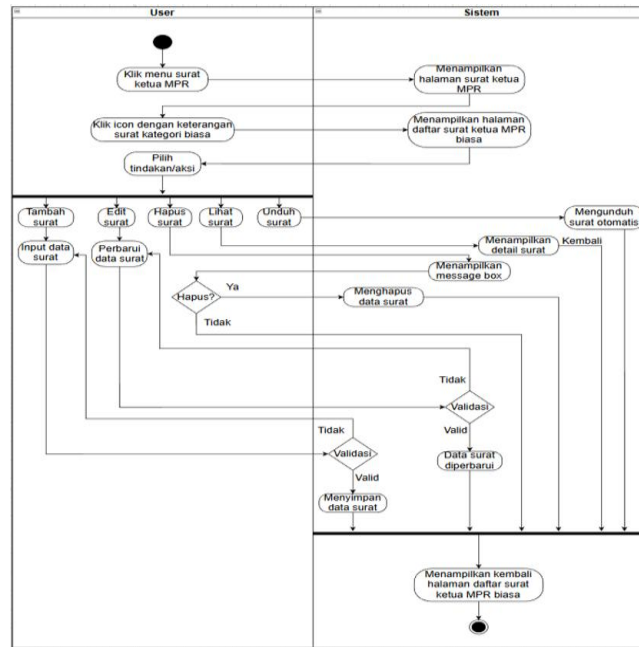 User
Sistem
Klik menu surat
ketua MPR
Menampilkan
halaman surat ketua
MPR
Klik icon dengan keterangan
surat kategori biasa
Menampilkan halaman
daftar surat ketua MPR
biasa
Pilih
tindakan/aksi
Tambah
surat
Edit
surat
Hapus
surat
Lihat
surat
Unduh
surat
Mengunduh
surat otomatis
Input data
surat
Perbarui
data surat
Menampilkan
detail surat
Kembali
Menampilkan
message box
Hapus?
Ya
Menghapus
data surat
Tidak
Tidak
Validasi
Valid
Tidak
Validasi
Valid
Data surat
diperbarui
Menyimpan
data surat
Menampilkan kembali
halaman daftar surat
ketua MPR biasa